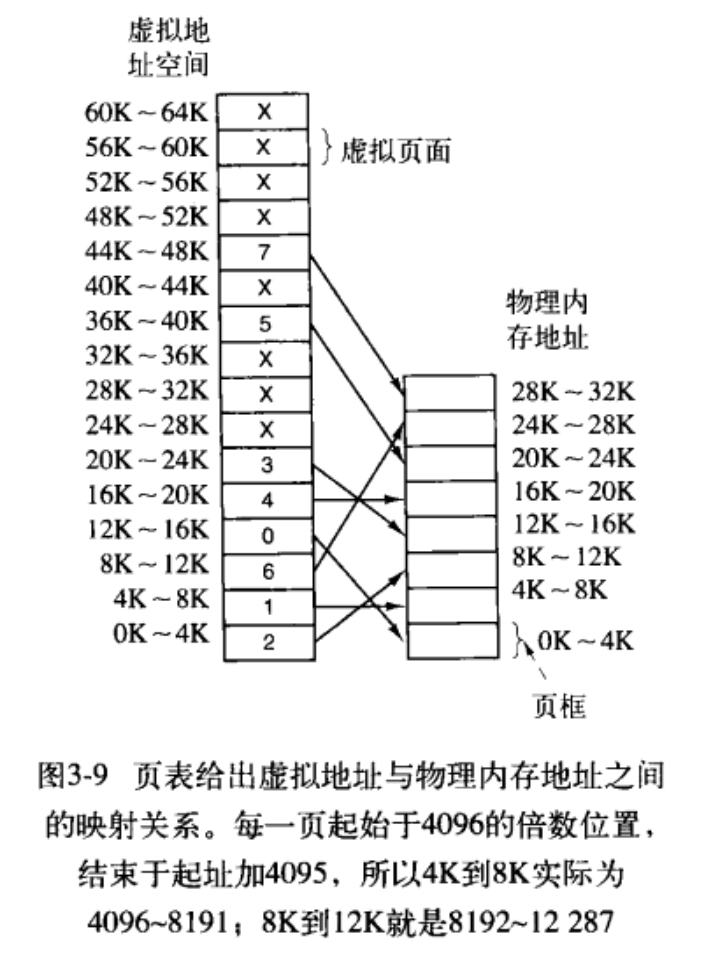 虚拟地
址空间
60K～64K X
56K～60K X 虚拟页面
52K～56K X
48K～52K X
44K～48K 7
40K～44K X
36K～40K 5
32K～36K X
28K～32K X
24K～28K X
20K～24K 3
16K～20K 4
12K～16K 0
8K～12K 6
4K～8K 1
0K～4K 2
物理内
存地址
28K～32K
24K～28K
20K～24K
16K～20K
12K～16K
8K～12K
4K～8K
0K～4K
页框
图3-9 页表给出虚拟地址与物理内存地址之间
的映射关系。每一页起始于4096的倍数位置，
结束于起址加4095，所以4K到8K实际为
4096~8191；8K到12K就是8192~12 287